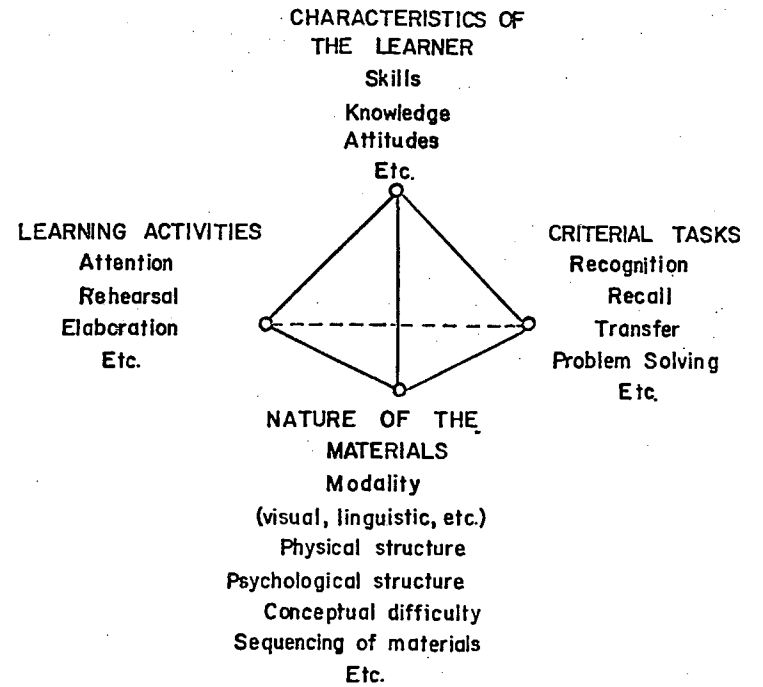 CHARACTERISTICS OF
THE LEARNER
Skills
Knowledge
Attitudes
Etc.
LEARNING ACTIVITIES
Attention
Rehearsal
Elaboration
Etc.
CRITERIAL TASKS
Recognition
Recall
Transfer
Problem Solving
Etc.
NATURE OF THE
MATERIALS
Modality
(visual, linguistic, etc.)
Physical structure
Psychological structure
Conceptual difficulty
Sequencing of materials
Etc.